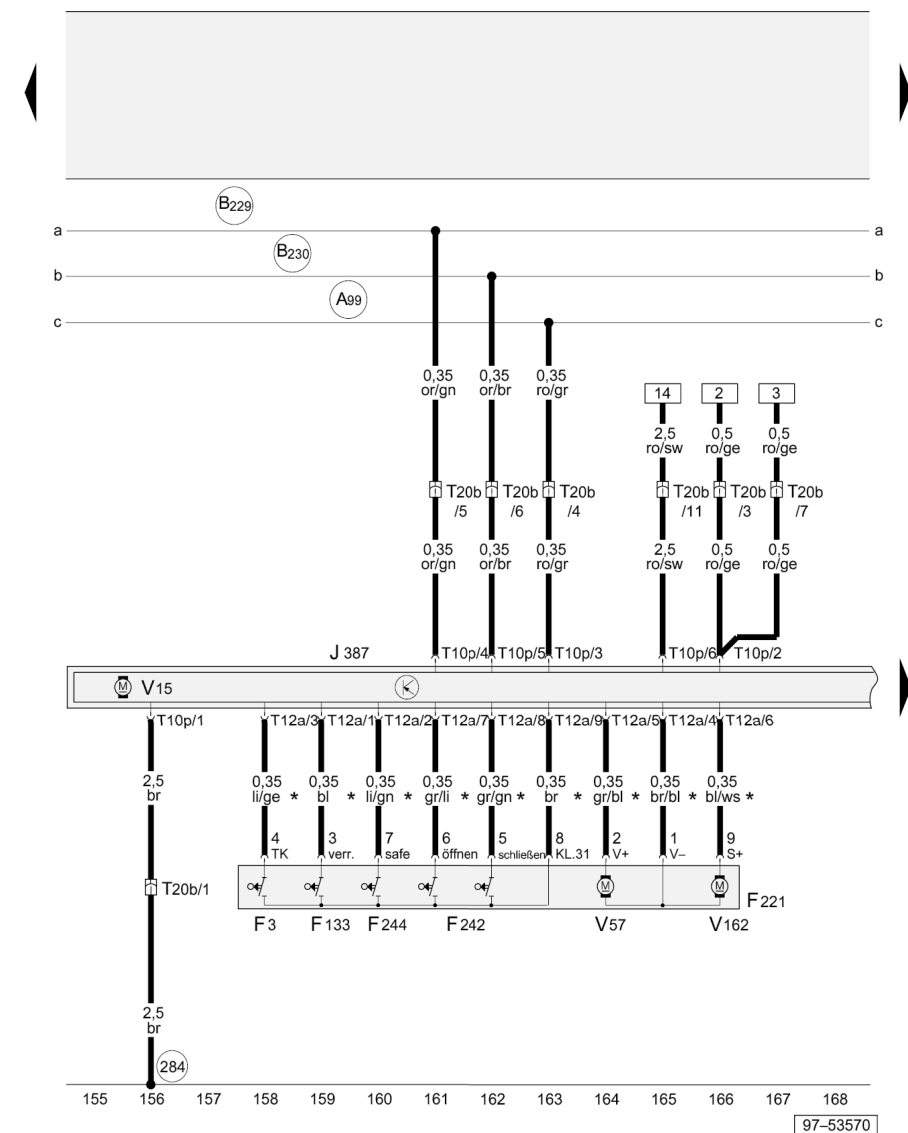 B229
a a
B230
b b
A99
c c
0,35 0,35 0,35
or/gn or/br ro/gr
14 2 3
2,5 0,5 0,5
ro/sw ro/ge ro/ge
T20b T20b T20b T20b T20b T20b
/5 /6 /4 /11 /3 /7
0,35 0,35 0,35 2,5 0,5 0,5
or/gn or/br ro/gr ro/sw ro/ge ro/ge
J 387 T10p/4 T10p/5 T10p/3 T10p/6 T10p/2
M V15
T10p/1 T12a/3 T12a/1 T12a/2 T12a/7 T12a/8 T12a/9 T12a/5 T12a/4 T12a/6
2,5 0,35 0,35 0,35 0,35 0,35 0,35 0,35 0,35 0,35
br li/ge * bl * li/gn * gr/li * gr/gn * br * gr/bl * br/bl * bl/ws *
4 3 7 6 5 8 2 1 9
TK verr. safe öffnen schließen KL.31 V+ V– S+
T20b/1 M M F221
F3 F133 F244 F242 V57 V162
2,5
br
284
155 156 157 158 159 160 161 162 163 164 165 166 167 168
97–53570